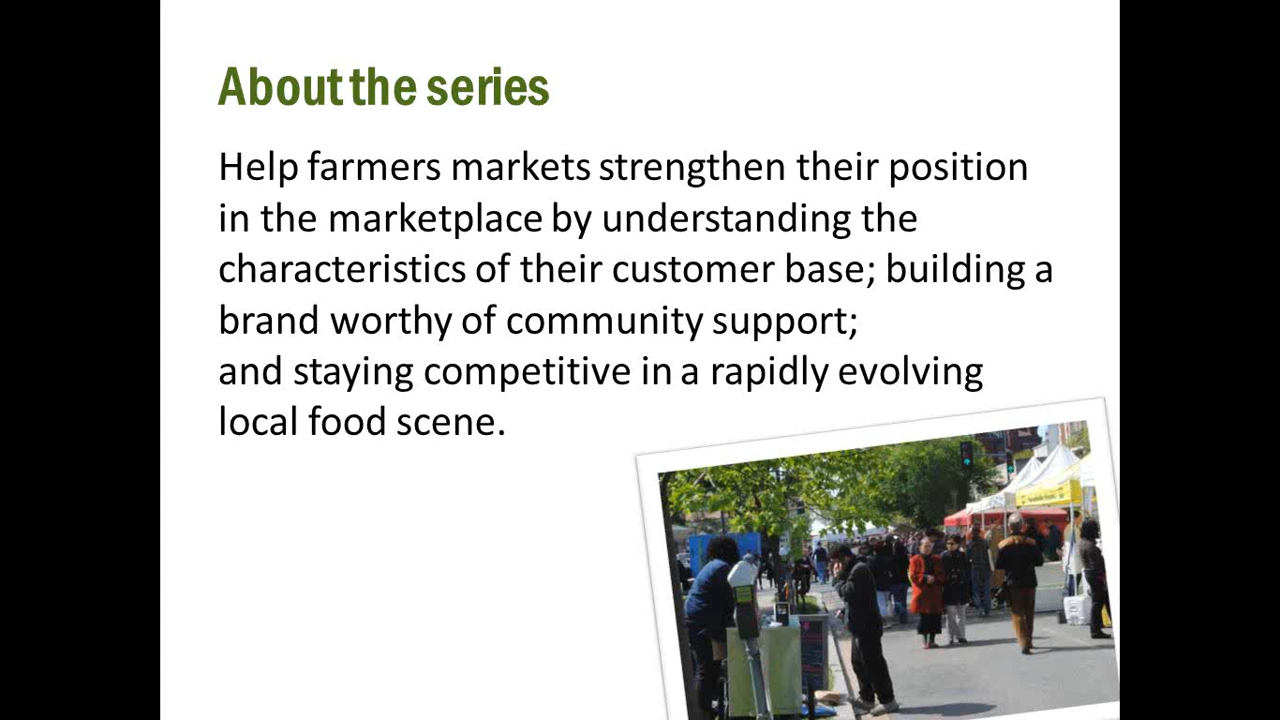 About the series
Help farmers markets strengthen their position
in the marketplace by understanding the
characteristics of their customer base; building a
brand worthy of community support;
and staying competitive in a rapidly evolving
local food scene.